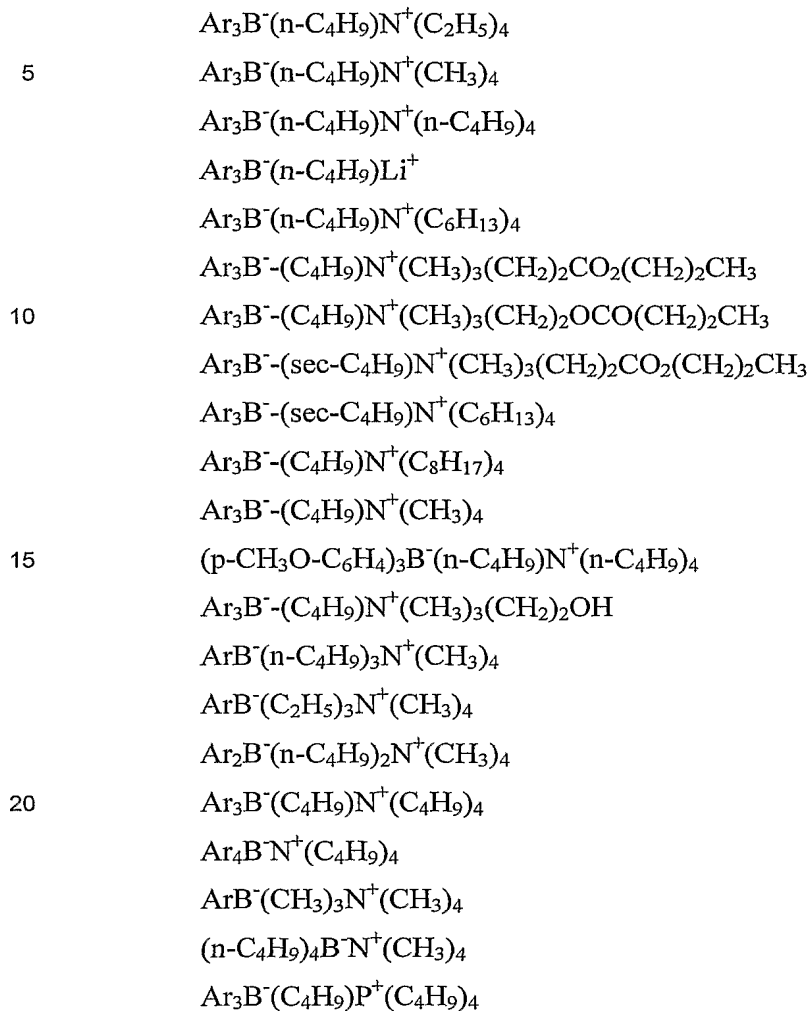 Ar₃B⁻(n-C₄H₉)N⁺(C₂H₅)₄
5 Ar₃B⁻(n-C₄H₉)N⁺(CH₃)₄
Ar₃B⁻(n-C₄H₉)N⁺(n-C₄H₉)₄
Ar₃B⁻(n-C₄H₉)Li⁺
Ar₃B⁻(n-C₄H₉)N⁺(C₆H₁₃)₄
Ar₃B⁻-(C₄H₉)N⁺(CH₃)₃(CH₂)₂CO₂(CH₂)₂CH₃
10 Ar₃B⁻-(C₄H₉)N⁺(CH₃)₃(CH₂)₂OCO(CH₂)₂CH₃
Ar₃B⁻-(sec-C₄H₉)N⁺(CH₃)₃(CH₂)₂CO₂(CH₂)₂CH₃
Ar₃B⁻-(sec-C₄H₉)N⁺(C₆H₁₃)₄
Ar₃B⁻-(C₄H₉)N⁺(C₈H₁₇)₄
Ar₃B⁻-(C₄H₉)N⁺(CH₃)₄
15 (p-CH₃O-C₆H₄)₃B⁻(n-C₄H₉)N⁺(n-C₄H₉)₄
Ar₃B⁻-(C₄H₉)N⁺(CH₃)₃(CH₂)₂OH
ArB⁻(n-C₄H₉)₃N⁺(CH₃)₄
ArB⁻(C₂H₅)₃N⁺(CH₃)₄
Ar₂B⁻(n-C₄H₉)₂N⁺(CH₃)₄
20 Ar₃B⁻(C₄H₉)N⁺(C₄H₉)₄
Ar₄B⁻N⁺(C₄H₉)₄
ArB⁻(CH₃)₃N⁺(CH₃)₄
(n-C₄H₉)₄B⁻N⁺(CH₃)₄
Ar₃B⁻(C₄H₉)P⁺(C₄H₉)₄